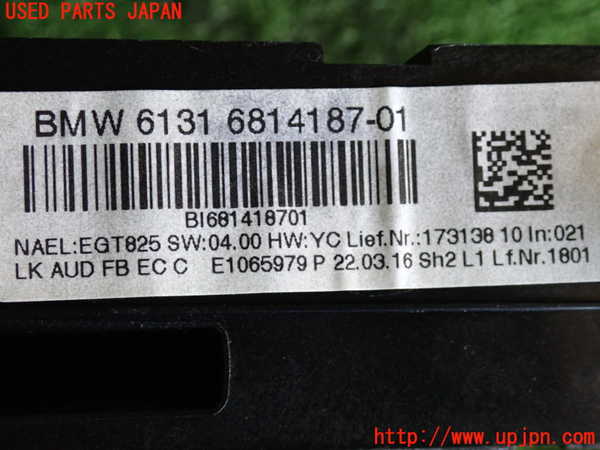 USED PARTS JAPAN
BMW 6131 6814187-01
BI681418701
NAEL:EGT825 SW:04.00 HW:YC Lief.Nr.:173138 10 In:021
LK AUD FB EC C E1065979 P 22.03.16 Sh2 L1 Lf.Nr.1801
http://www.upjpn.com/